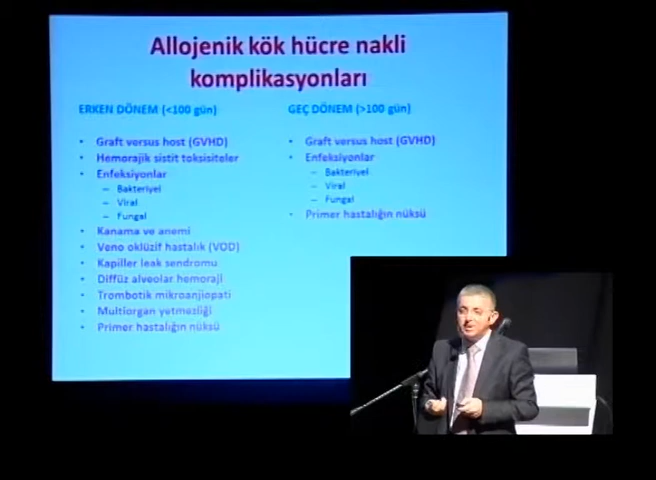 Allojenik kök hücre nakli
komplikasyonları
ERKEN DÖNEM (<100 gün)
• Graft versus host (GVHD)
• Hemorajik sistit toksisiteler
• Enfeksiyonlar
– Bakteriyel
– Viral
– Fungal
• Kanama ve anemi
• Veno oklüzif hastalık (VOD)
• Kapiller leak sendromu
• Diffüz alveolar hemoraji
• Trombotik mikroanjiopati
• Multiorgan yetmezliği
• Primer hastalığın nüksü
GEÇ DÖNEM (>100 gün)
• Graft versus host (GVHD)
• Enfeksiyonlar
– Bakteriyel
– Viral
– Fungal
• Primer hastalığın nüksü